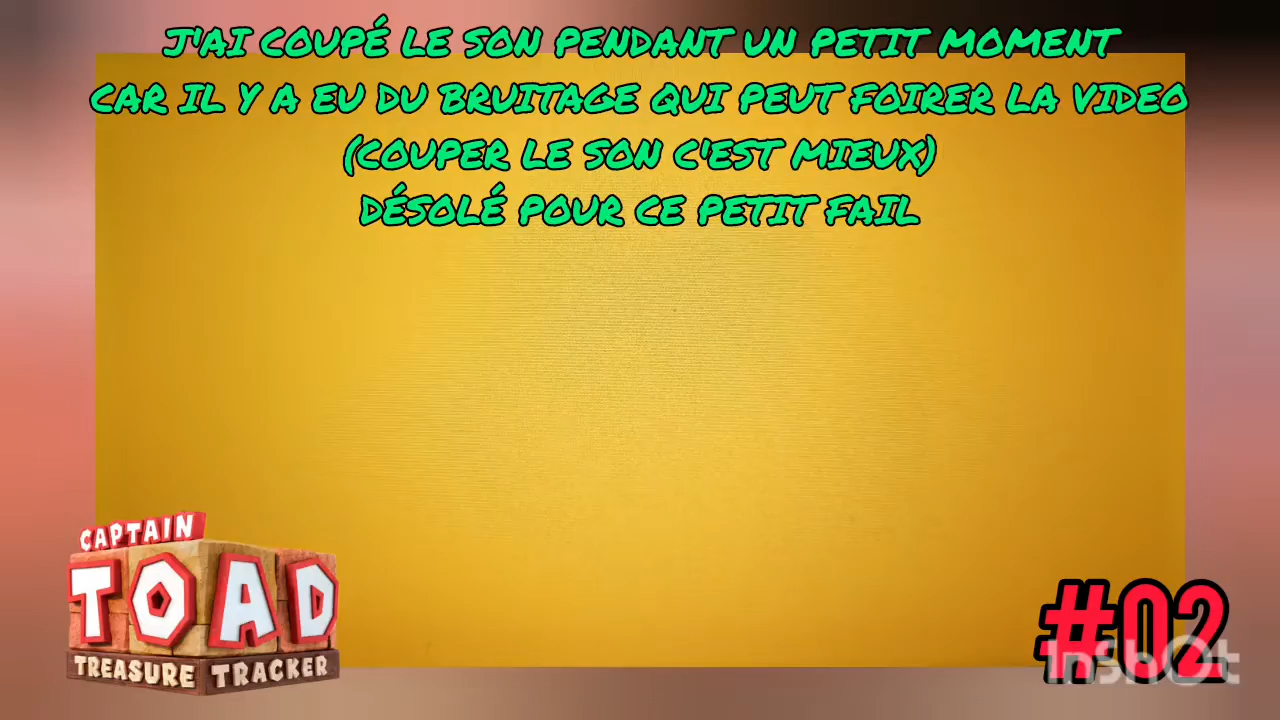 J'AI COUPÉ LE SON PENDANT UN PETIT MOMENT
CAR IL Y A EU DU BRUITAGE QUI PEUT FOIRER LA VIDEO
(COUPER LE SON C'EST MIEUX)
DÉSOLÉ POUR CE PETIT FAIL
CAPTAIN
TOAD
TREASURE TRACKER
#02
InShOt